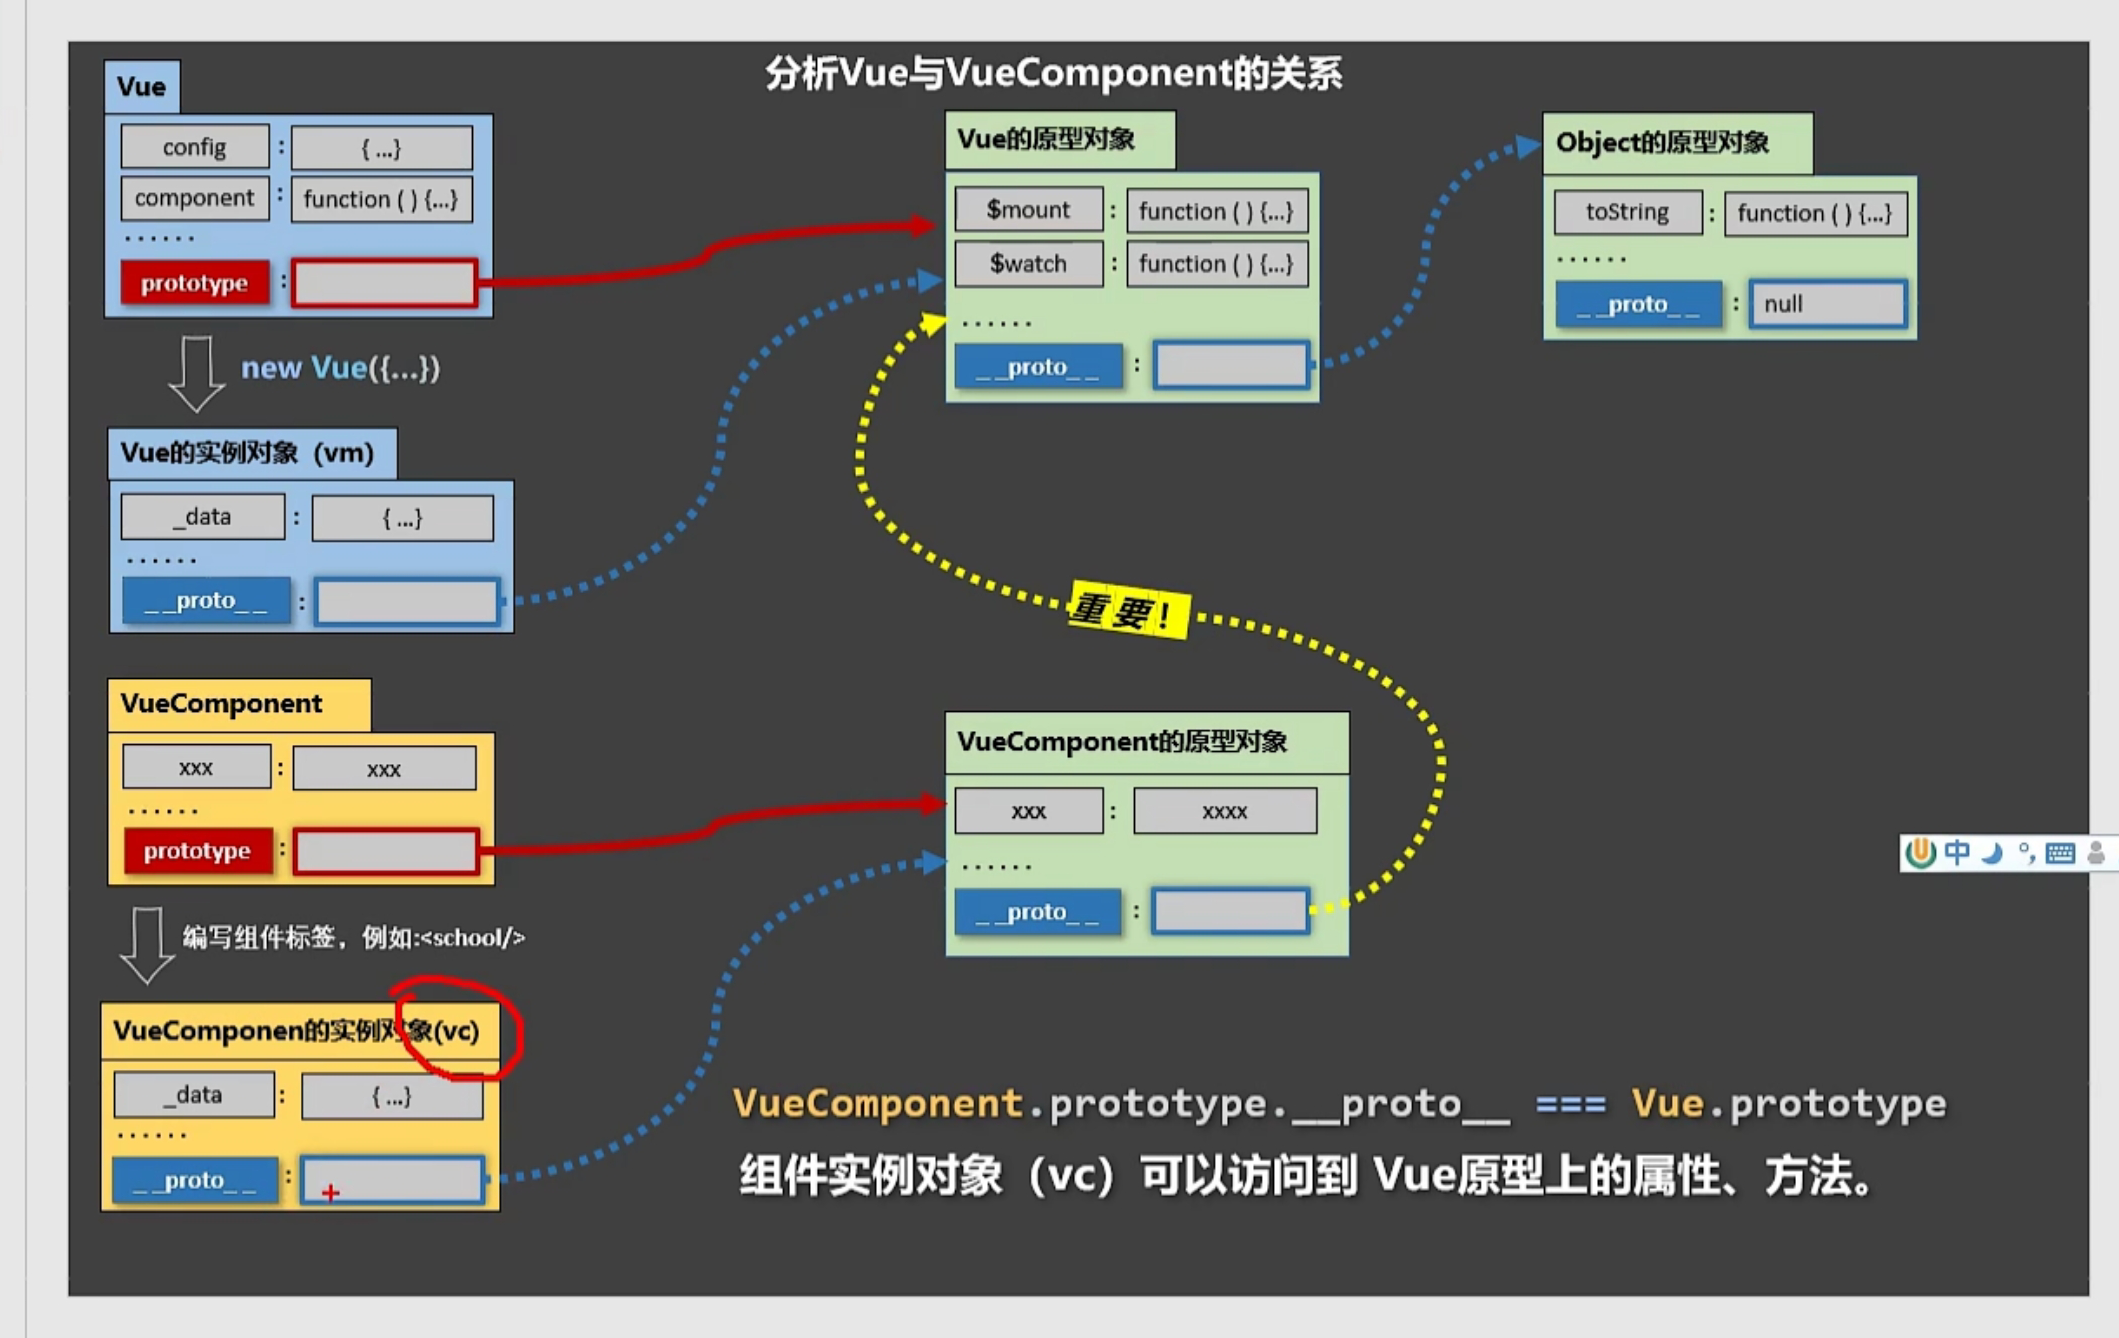 分析Vue与VueComponent的关系
Vue
config : { ...}
component : function ( ) {...}
......
prototype :
new Vue({...})
Vue的实例对象（vm）
_data : { ...}
......
__proto__ :
VueComponent
xxx : xxx
......
prototype :
编写组件标签，例如:<school/>
VueComponen的实例对象(vc)
_data : { ...}
......
__proto__ :
Vue的原型对象
$mount : function ( ) {...}
$watch : function ( ) {...}
......
__proto__ :
Object的原型对象
toString : function ( ) {...}
......
__proto__ : null
重要！
VueComponent的原型对象
xxx : xxxx
......
__proto__ :
VueComponent.prototype.__proto__ === Vue.prototype
组件实例对象（vc）可以访问到 Vue原型上的属性、方法。
中